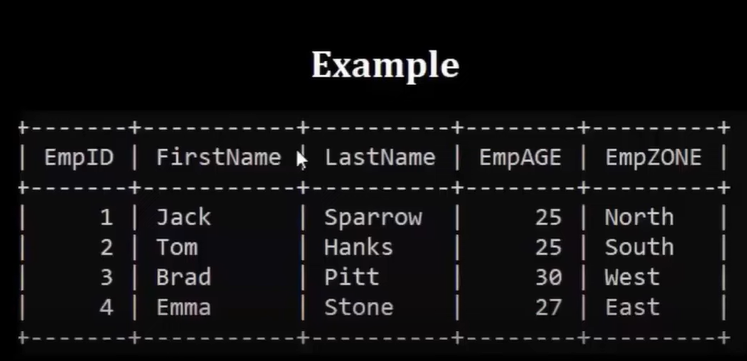 Example
+-------+-----------+----------+--------+---------+
| EmpID | FirstName | LastName | EmpAGE | EmpZONE |
+-------+-----------+----------+--------+---------+
|     1 | Jack      | Sparrow  |     25 | North   |
|     2 | Tom       | Hanks    |     25 | South   |
|     3 | Brad      | Pitt     |     30 | West    |
|     4 | Emma      | Stone    |     27 | East    |
+-------+-----------+----------+--------+---------+